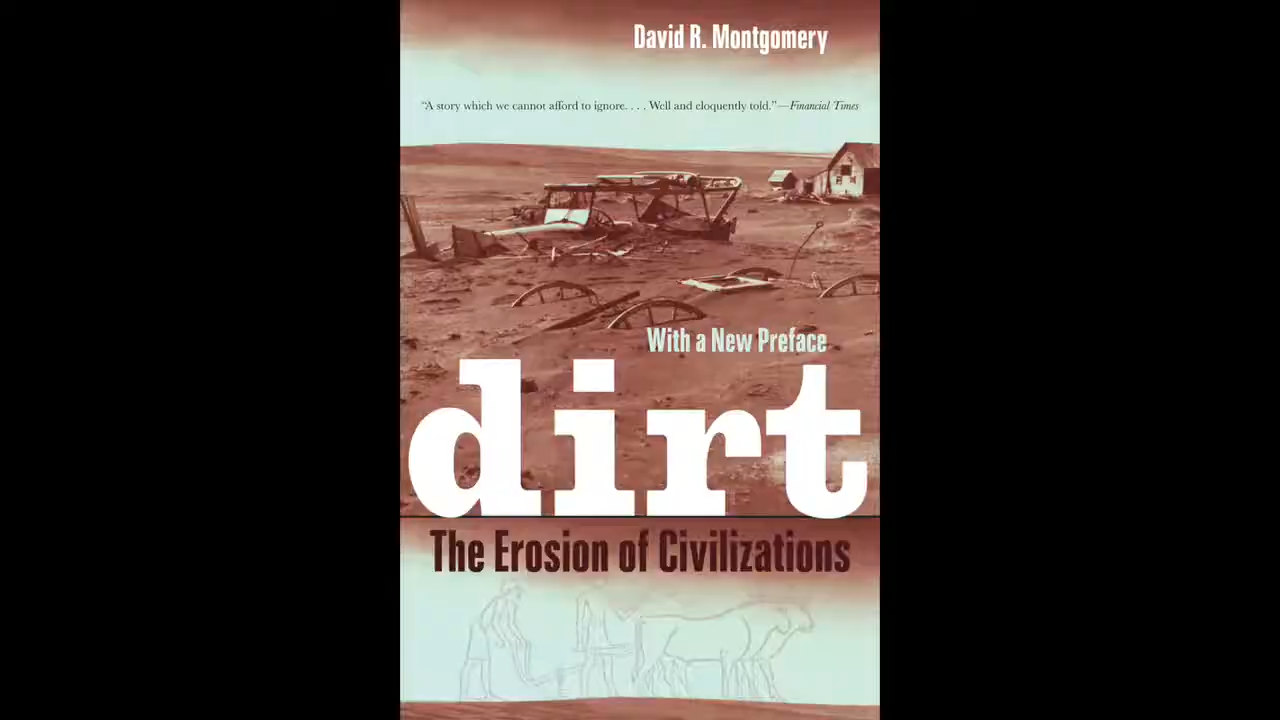 David R. Montgomery
“A story which we cannot afford to ignore. . . . Well and eloquently told.”—Financial Times
With a New Preface
dirt
The Erosion of Civilizations